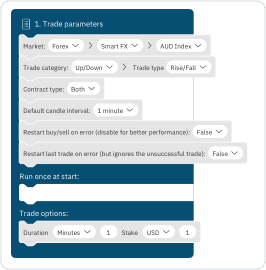 1. Trade parameters
Market: Forex Smart FX AUD Index
Trade category: Up/Down Trade type Rise/Fall
Contract type: Both
Default candle interval: 1 minute
Restart buy/sell on error (disable for better performance): False
Restart last trade on error (but ignores the unsuccessful trade): False
Run once at start:
Trade options:
Duration Minutes 1 Stake USD 1